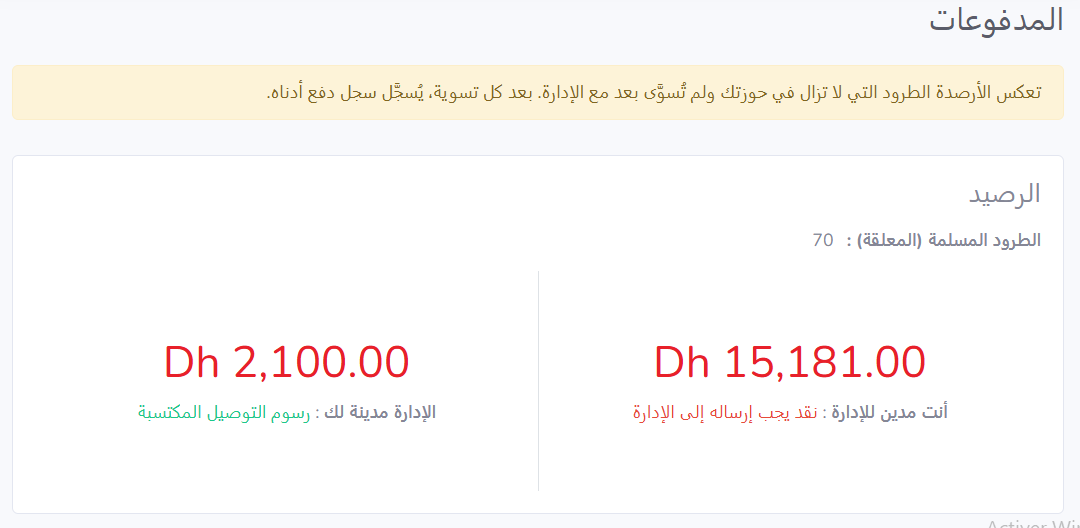 المدفوعات
تعكس الأرصدة الطرود التي لا تزال في حوزتك ولم تُسوَّى بعد مع الإدارة. بعد كل تسوية، يُسجَّل سجل دفع أدناه.
الرصيد
الطرود المسلمة (المعلقة) : 70
Dh 15,181.00
أنت مدين للإدارة : نقد يجب إرساله إلى الإدارة
Dh 2,100.00
الإدارة مدينة لك : رسوم التوصيل المكتسبة